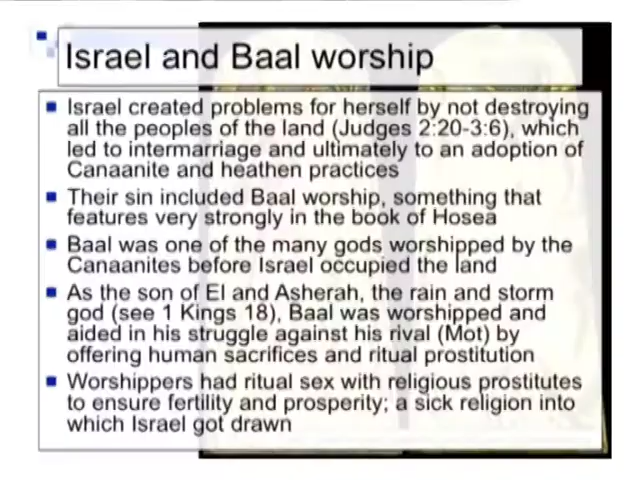 Israel and Baal worship
Israel created problems for herself by not destroying
all the peoples of the land (Judges 2:20-3:6), which
led to intermarriage and ultimately to an adoption of
Canaanite and heathen practices
Their sin included Baal worship, something that
features very strongly in the book of Hosea
Baal was one of the many gods worshipped by the
Canaanites before Israel occupied the land
As the son of El and Asherah, the rain and storm
god (see 1 Kings 18), Baal was worshipped and
aided in his struggle against his rival (Mot) by
offering human sacrifices and ritual prostitution
Worshippers had ritual sex with religious prostitutes
to ensure fertility and prosperity; a sick religion into
which Israel got drawn